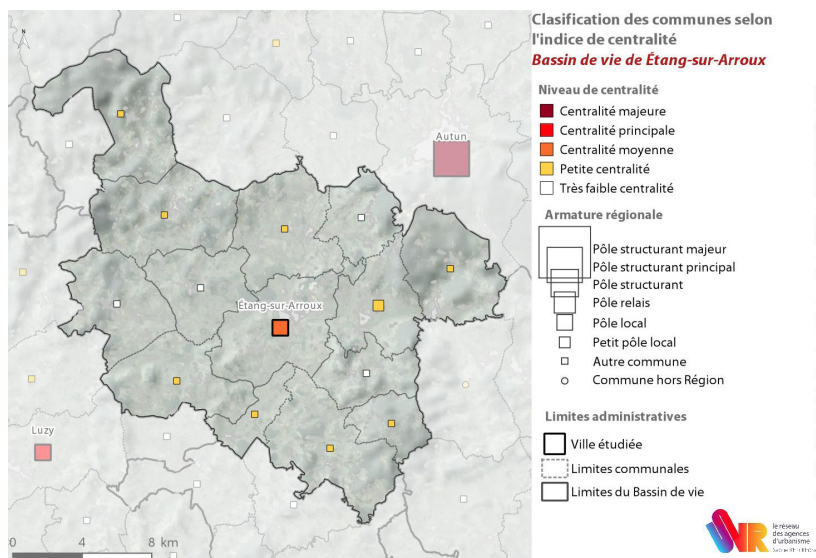 Clasification des communes selon
l'indice de centralité
Bassin de vie de Étang-sur-Arroux
Niveau de centralité
Centralité majeure
Centralité principale
Centralité moyenne
Petite centralité
Très faible centralité
Armature régionale
Pôle structurant majeur
Pôle structurant principal
Pôle structurant
Pôle relais
Pôle local
Petit pôle local
Autre commune
Commune hors Région
Limites administratives
Ville étudiée
Limites communales
Limites du Bassin de vie
N
Autun
Étang-sur-Arroux
Luzy
0 4 8 km
le réseau
des agences
d'urbanisme